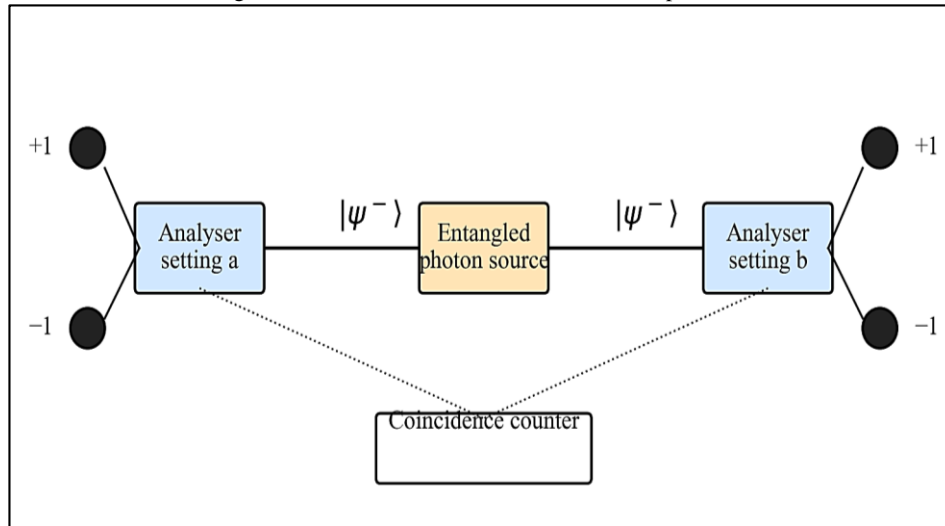 +1
+1
|ψ⁻⟩
|ψ⁻⟩
Analyser
setting a
Entangled
photon source
Analyser
setting b
−1
−1
Coincidence counter